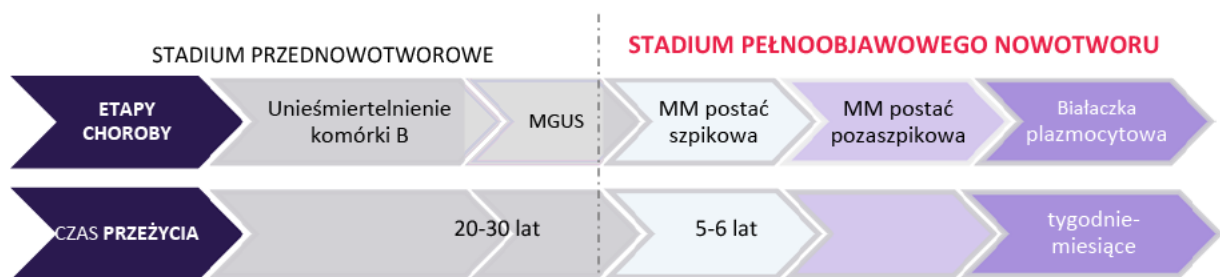 STADIUM PRZEDNOWOTWOROWE
STADIUM PEŁNOOBJAWOWEGO NOWOTWORU
ETAPY
CHOROBY
Unieśmiertelnienie
komórki B
MGUS
MM postać
szpikowa
MM postać
pozaszpikowa
Białaczka
plazmocytowa
CZAS PRZEŻYCIA
20-30 lat
5-6 lat
tygodnie-
miesiące